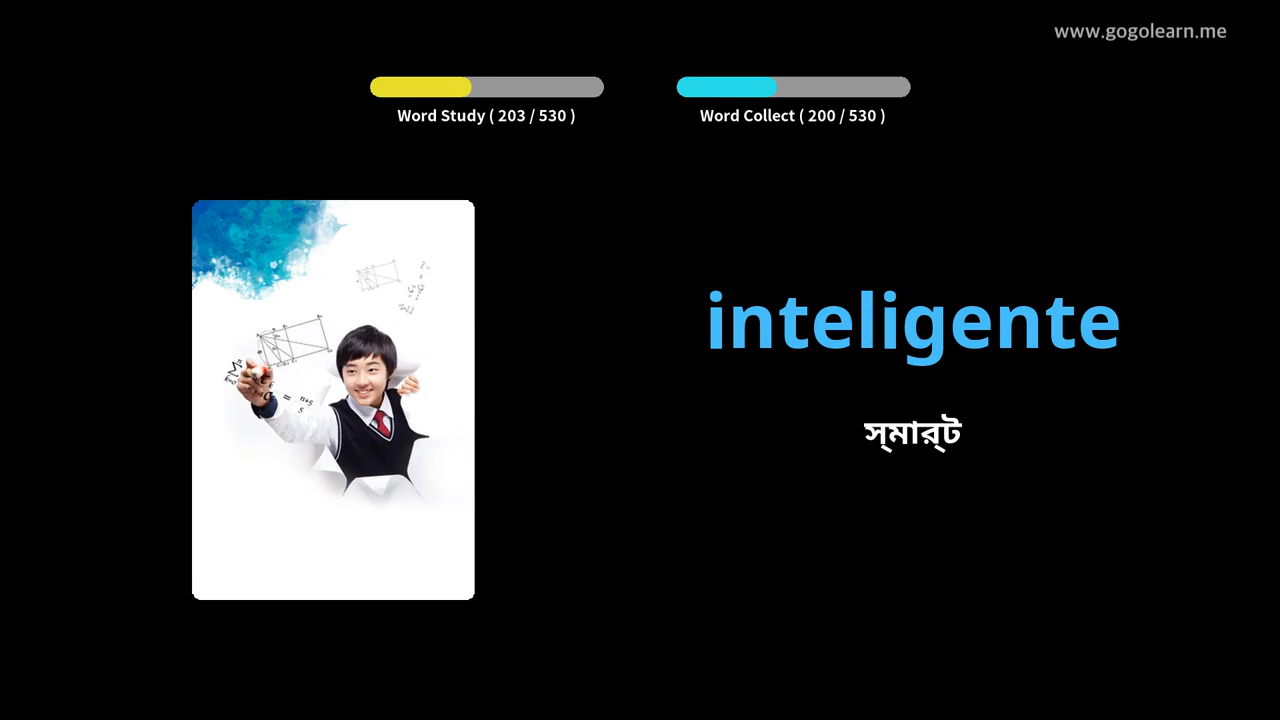 www.gogolearn.me
Word Study ( 203 / 530 )
Word Collect ( 200 / 530 )
inteligente
স্মার্ট